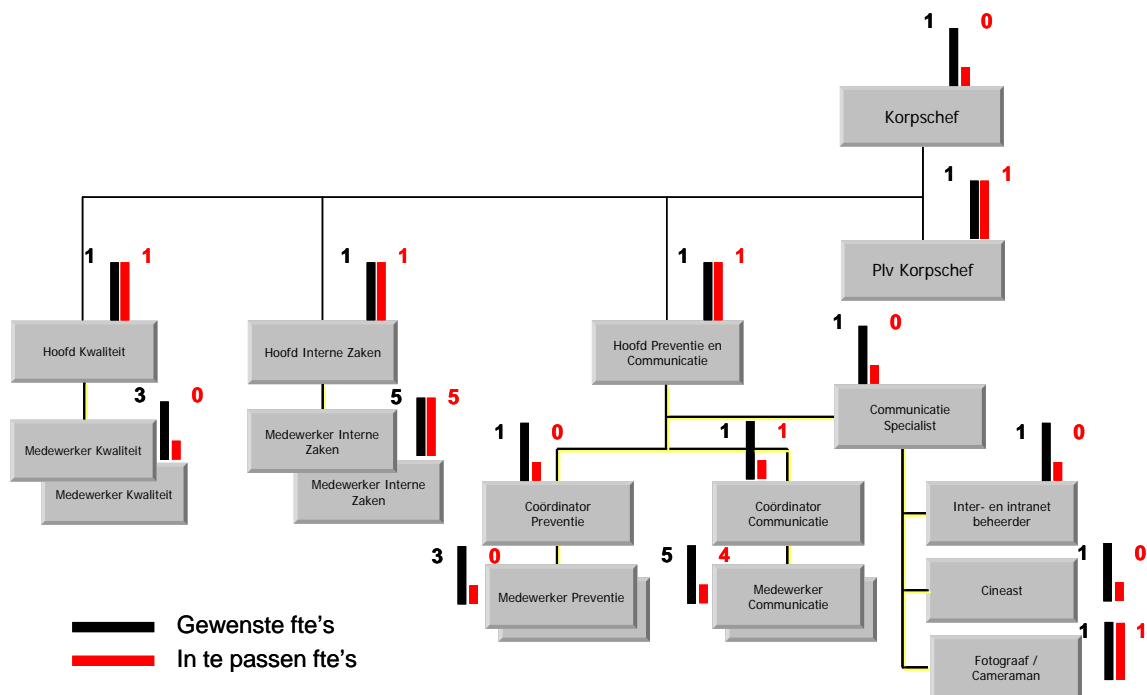 1 0
Korpschef
1 1
Plv Korpschef
1 1
Hoofd Kwaliteit
3 0
Medewerker Kwaliteit
Medewerker Kwaliteit
1 1
Hoofd Interne Zaken
5 5
Medewerker Interne
Zaken
Medewerker Interne
Zaken
1 1
Hoofd Preventie en
Communicatie
1 0
Communicatie
Specialist
1 0
Coördinator
Preventie
3 0
Medewerker Preventie
1 1
Coördinator
Communicatie
5 4
Medewerker
Communicatie
1 0
Inter- en intranet
beheerder
1 0
Cineast
1 1
Fotograaf /
Cameraman
Gewenste fte's
In te passen fte's